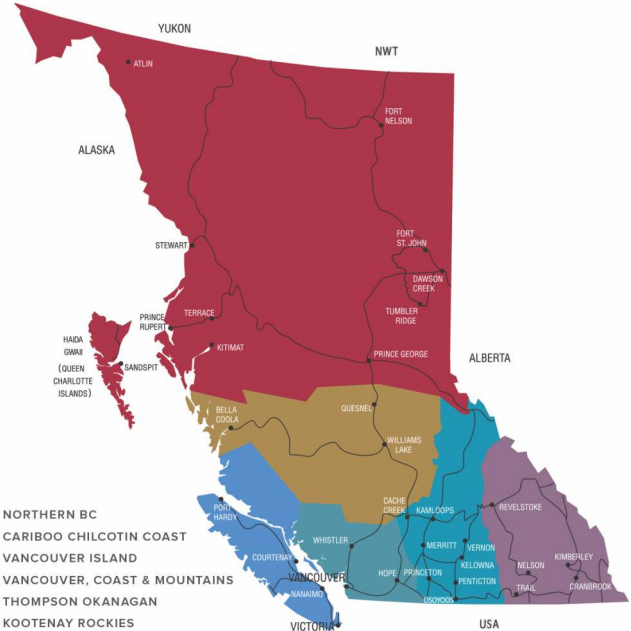 YUKON
NWT
ATLIN
FORT
NELSON
ALASKA
FORT
ST. JOHN
STEWART
DAWSON
CREEK
TUMBLER
RIDGE
PRINCE
RUPERT
TERRACE
HAIDA
GWAII
(QUEEN
CHARLOTTE
ISLANDS)
SANDSPIT
KITIMAT
PRINCE GEORGE
ALBERTA
BELLA
COOLA
QUESNEL
WILLIAMS
LAKE
PORT
HARDY
CACHE
CREEK
KAMLOOPS
REVELSTOKE
WHISTLER
MERRITT
VERNON
COURTENAY
KELOWNA
KIMBERLEY
NELSON
VANCOUVER
HOPE
PRINCETON
PENTICTON
CRANBROOK
NANAIMO
OSOYOOS
TRAIL
VICTORIA
USA
NORTHERN BC
CARIBOO CHILCOTIN COAST
VANCOUVER ISLAND
VANCOUVER, COAST & MOUNTAINS
THOMPSON OKANAGAN
KOOTENAY ROCKIES